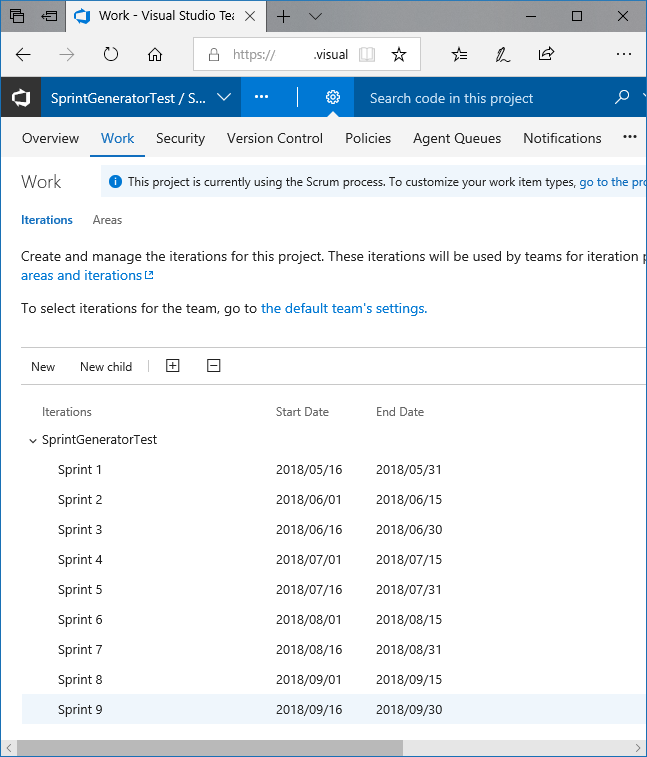 Work - Visual Studio Tea
https:// .visual
SprintGeneratorTest / S... ··· Search code in this project
Overview Work Security Version Control Policies Agent Queues Notifications ···
Work This project is currently using the Scrum process. To customize your work item types, go to the pro
Iterations Areas
Create and manage the iterations for this project. These iterations will be used by teams for iteration p
areas and iterations
To select iterations for the team, go to the default team's settings.
New New child
Iterations Start Date End Date
SprintGeneratorTest
Sprint 1 2018/05/16 2018/05/31
Sprint 2 2018/06/01 2018/06/15
Sprint 3 2018/06/16 2018/06/30
Sprint 4 2018/07/01 2018/07/15
Sprint 5 2018/07/16 2018/07/31
Sprint 6 2018/08/01 2018/08/15
Sprint 7 2018/08/16 2018/08/31
Sprint 8 2018/09/01 2018/09/15
Sprint 9 2018/09/16 2018/09/30